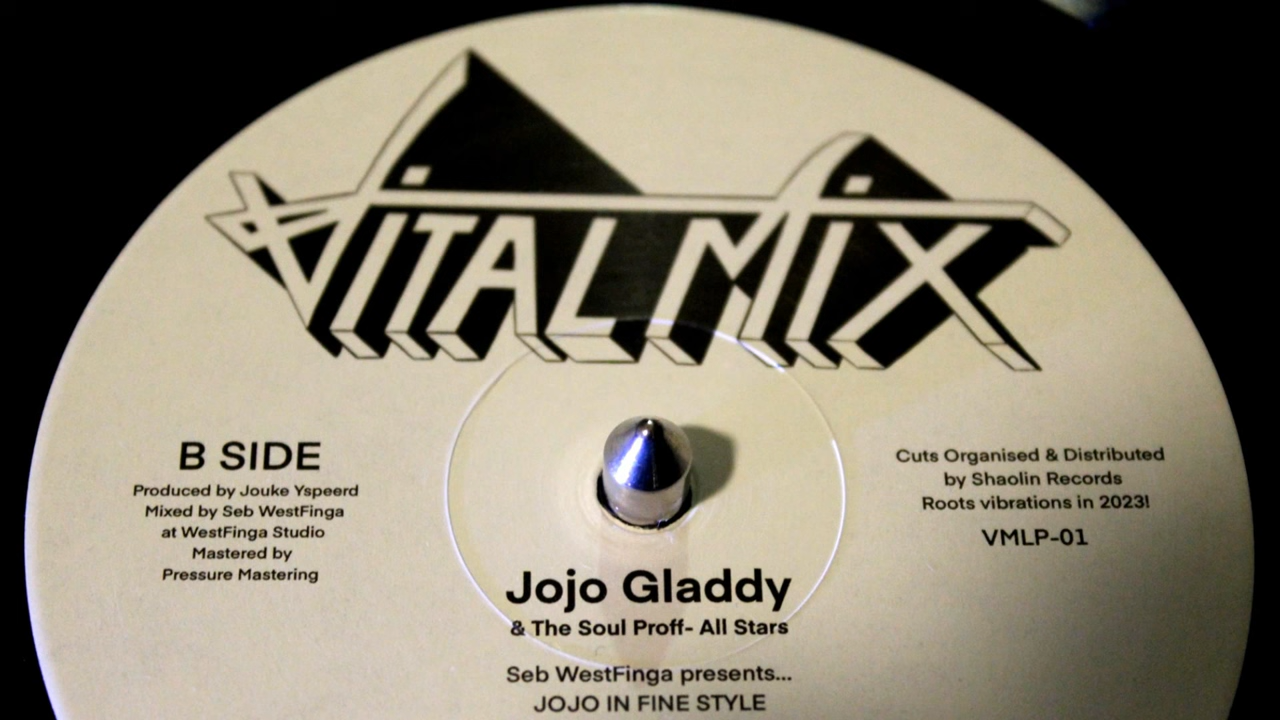 VITAL MIX
B SIDE
Produced by Jouke Yspeerd
Mixed by Seb WestFinga
at WestFinga Studio
Mastered by
Pressure Mastering
Cuts Organised & Distributed
by Shaolin Records
Roots vibrations in 2023!
VMLP-01
Jojo Gladdy
& The Soul Proff- All Stars
Seb WestFinga presents...
JOJO IN FINE STYLE